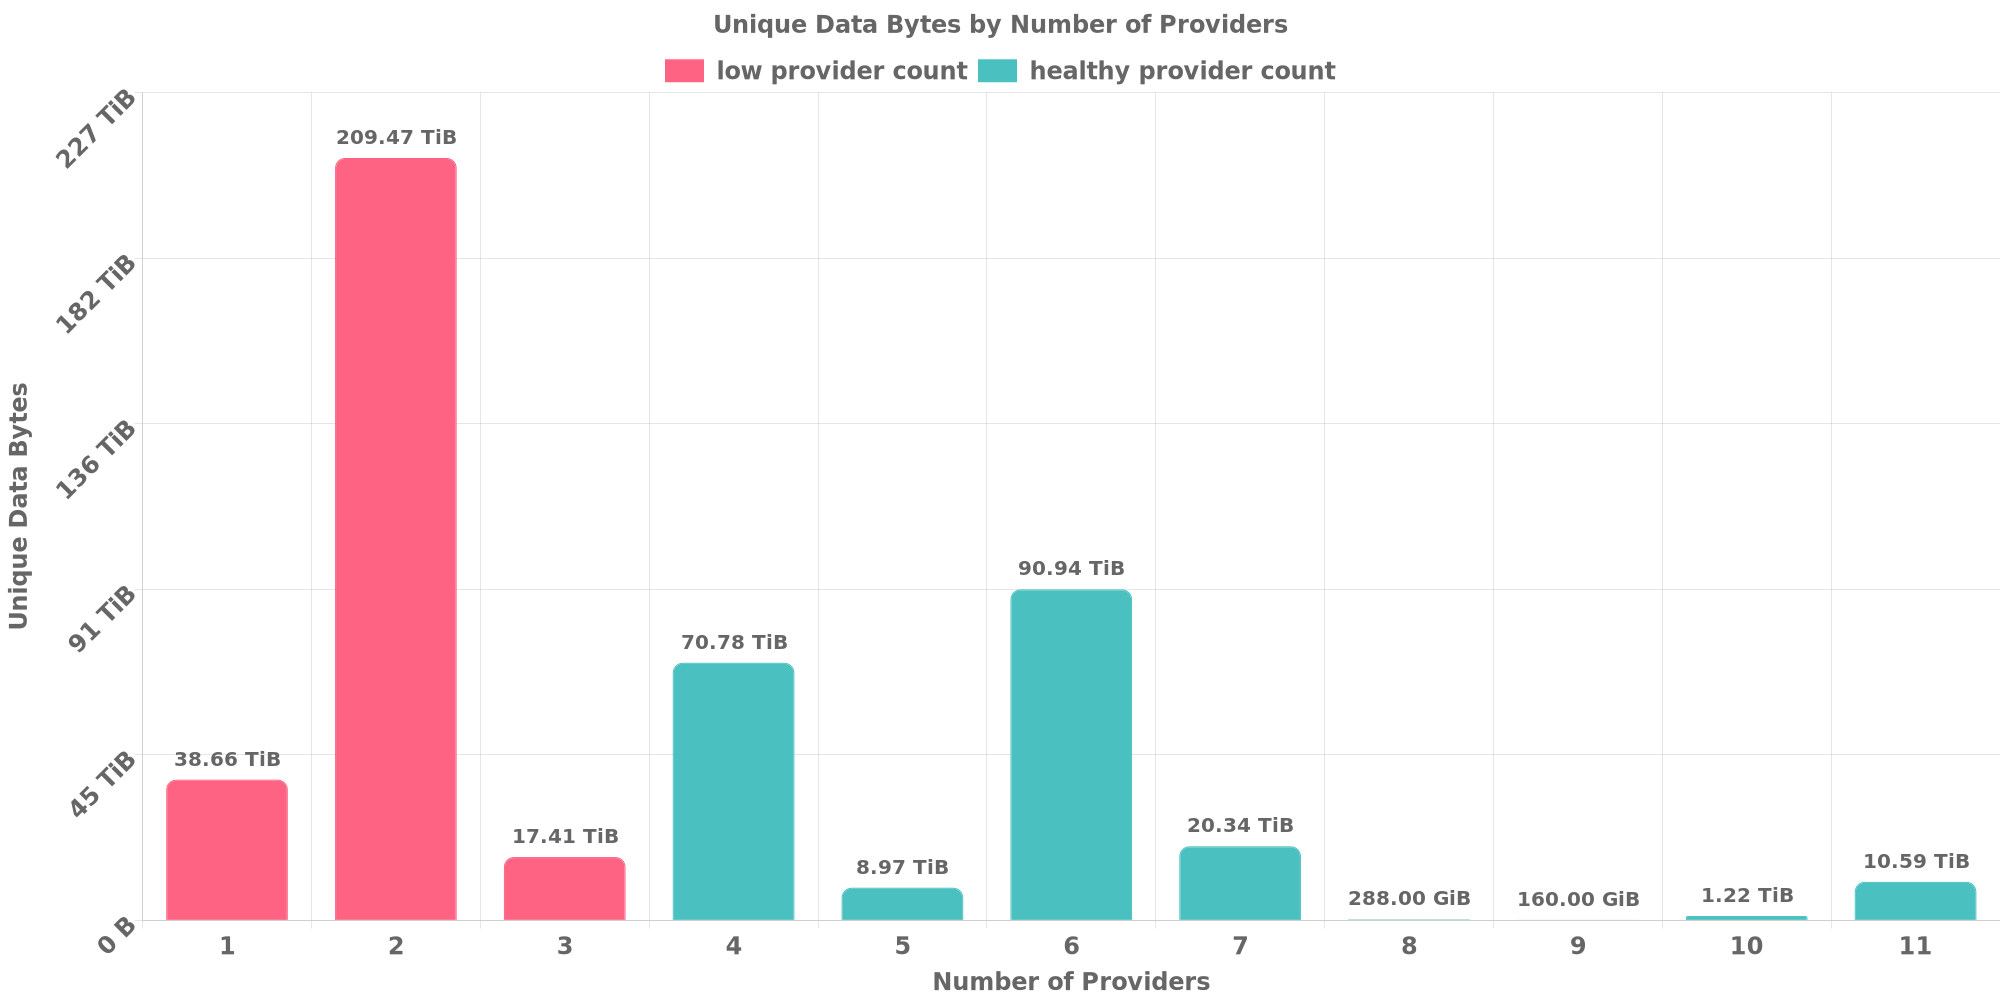 Unique Data Bytes by Number of Providers
low provider count healthy provider count
227 TiB
182 TiB
136 TiB
91 TiB
45 TiB
0 B
Unique Data Bytes
38.66 TiB
209.47 TiB
17.41 TiB
70.78 TiB
8.97 TiB
90.94 TiB
20.34 TiB
288.00 GiB
160.00 GiB
1.22 TiB
10.59 TiB
1 2 3 4 5 6 7 8 9 10 11
Number of Providers